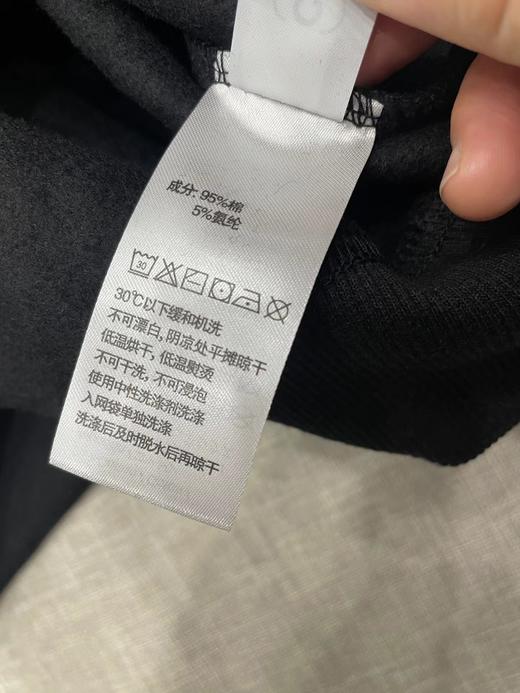 成分: 95%棉
5%氨纶
30
30℃以下缓和机洗
不可漂白, 阴凉处平摊晾干
低温烘干, 低温熨烫
不可干洗, 不可浸泡
使用中性洗涤剂洗涤
入网袋单独洗涤
洗涤后及时脱水后再晾干